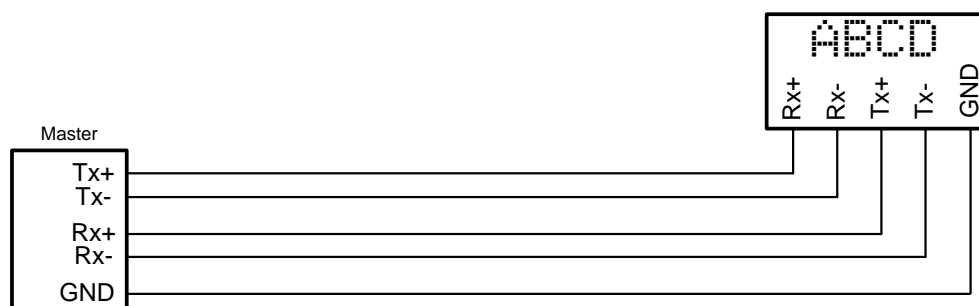 ABCD
Rx+
Rx-
Tx+
Tx-
GND
Master
Tx+
Tx-
Rx+
Rx-
GND